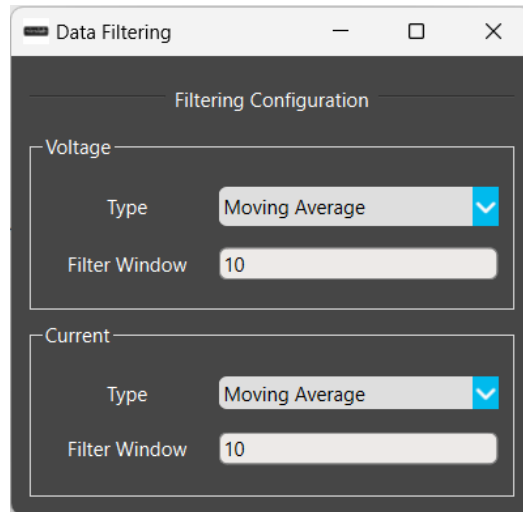 Data Filtering
Filtering Configuration
Voltage
Type Moving Average
Filter Window 10
Current
Type Moving Average
Filter Window 10